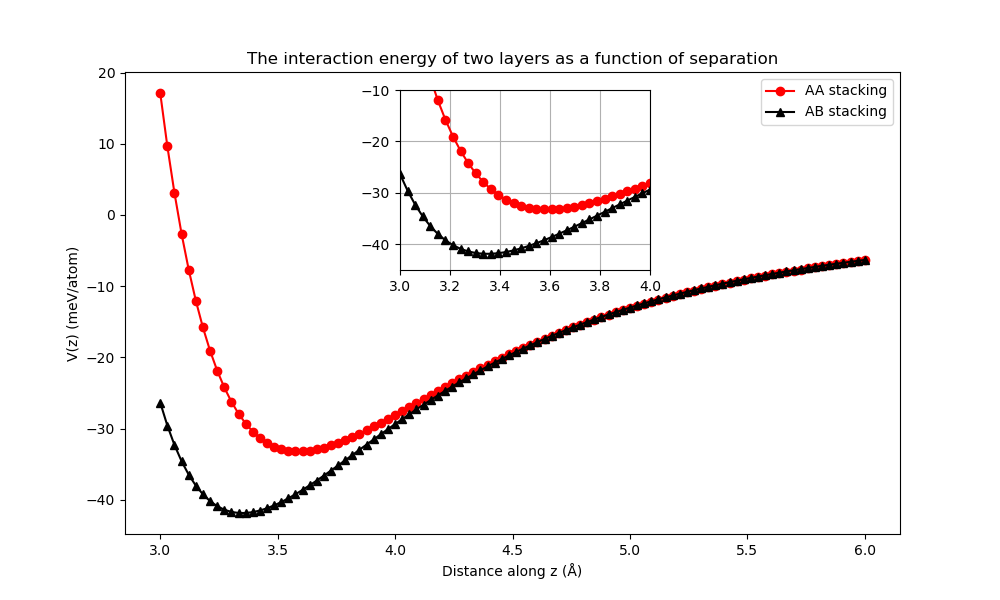 The interaction energy of two layers as a function of separation
AA stacking
AB stacking
20
10
0
−10
−20
−30
−40
V(z) (meV/atom)
−10
−20
−30
−40
3.0 3.2 3.4 3.6 3.8 4.0
3.0 3.5 4.0 4.5 5.0 5.5 6.0
Distance along z (Å)